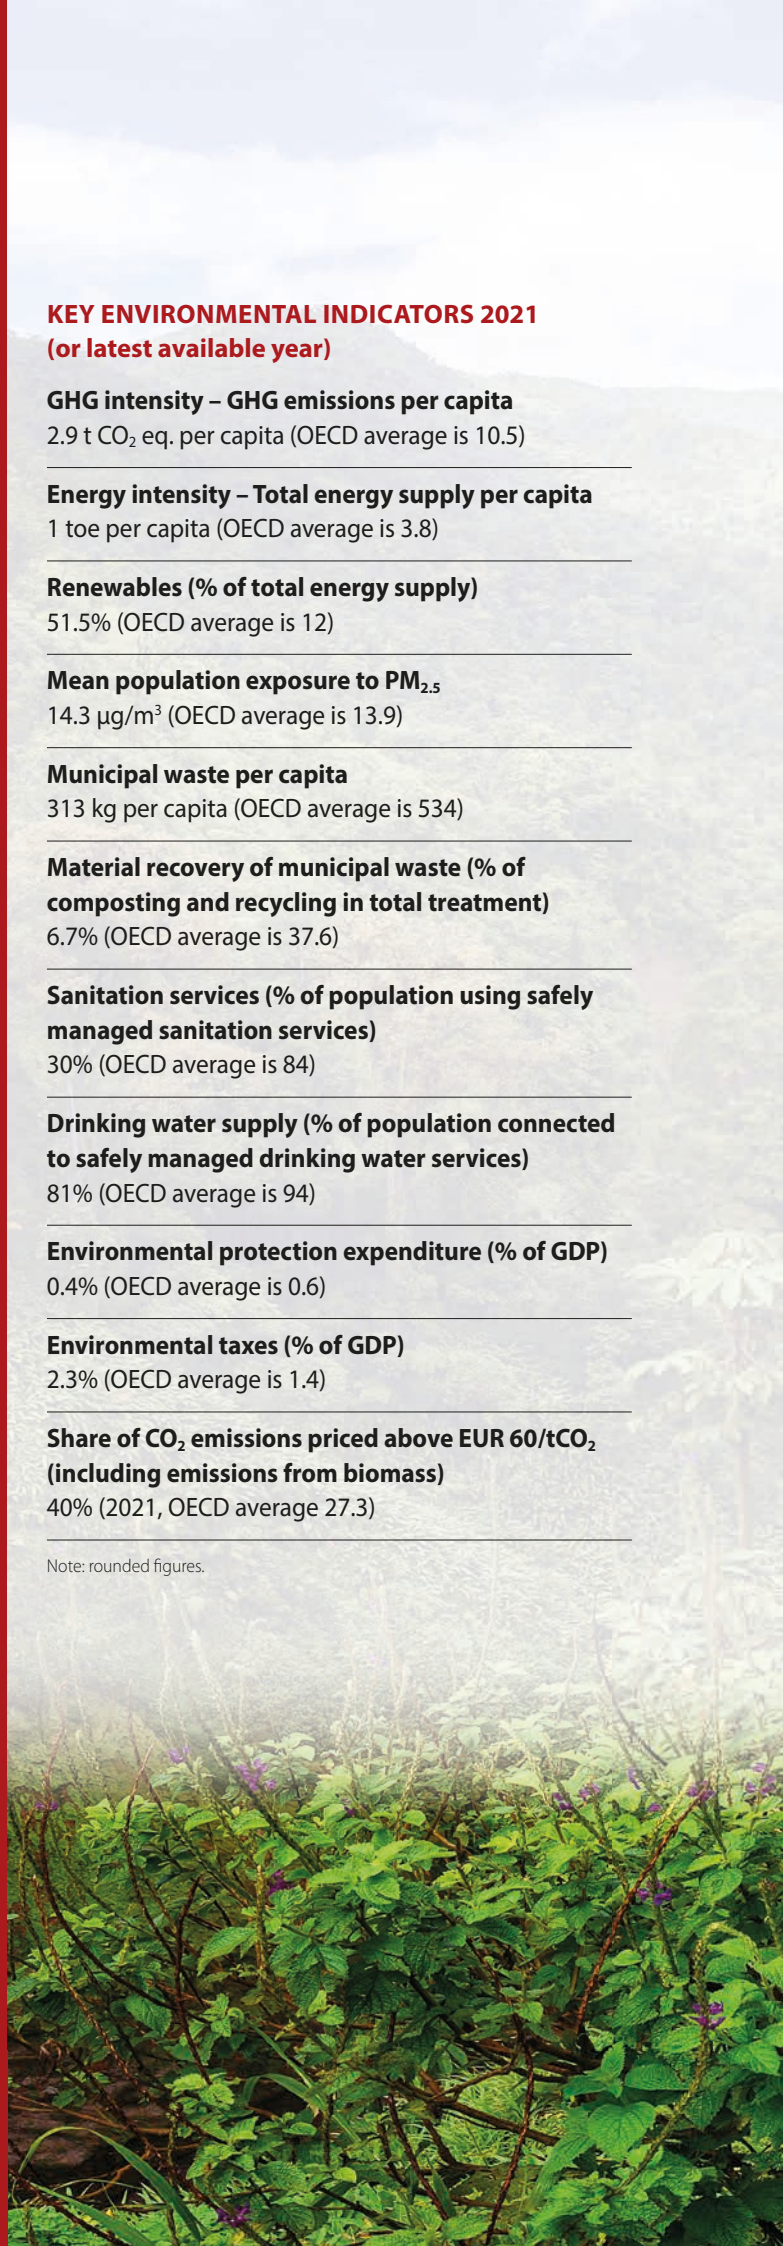 KEY ENVIRONMENTAL INDICATORS 2021
(or latest available year)
GHG intensity – GHG emissions per capita
2.9 t CO₂ eq. per capita (OECD average is 10.5)
Energy intensity – Total energy supply per capita
1 toe per capita (OECD average is 3.8)
Renewables (% of total energy supply)
51.5% (OECD average is 12)
Mean population exposure to PM₂.₅
14.3 µg/m³ (OECD average is 13.9)
Municipal waste per capita
313 kg per capita (OECD average is 534)
Material recovery of municipal waste (% of
composting and recycling in total treatment)
6.7% (OECD average is 37.6)
Sanitation services (% of population using safely
managed sanitation services)
30% (OECD average is 84)
Drinking water supply (% of population connected
to safely managed drinking water services)
81% (OECD average is 94)
Environmental protection expenditure (% of GDP)
0.4% (OECD average is 0.6)
Environmental taxes (% of GDP)
2.3% (OECD average is 1.4)
Share of CO₂ emissions priced above EUR 60/tCO₂
(including emissions from biomass)
40% (2021, OECD average 27.3)
Note: rounded figures.